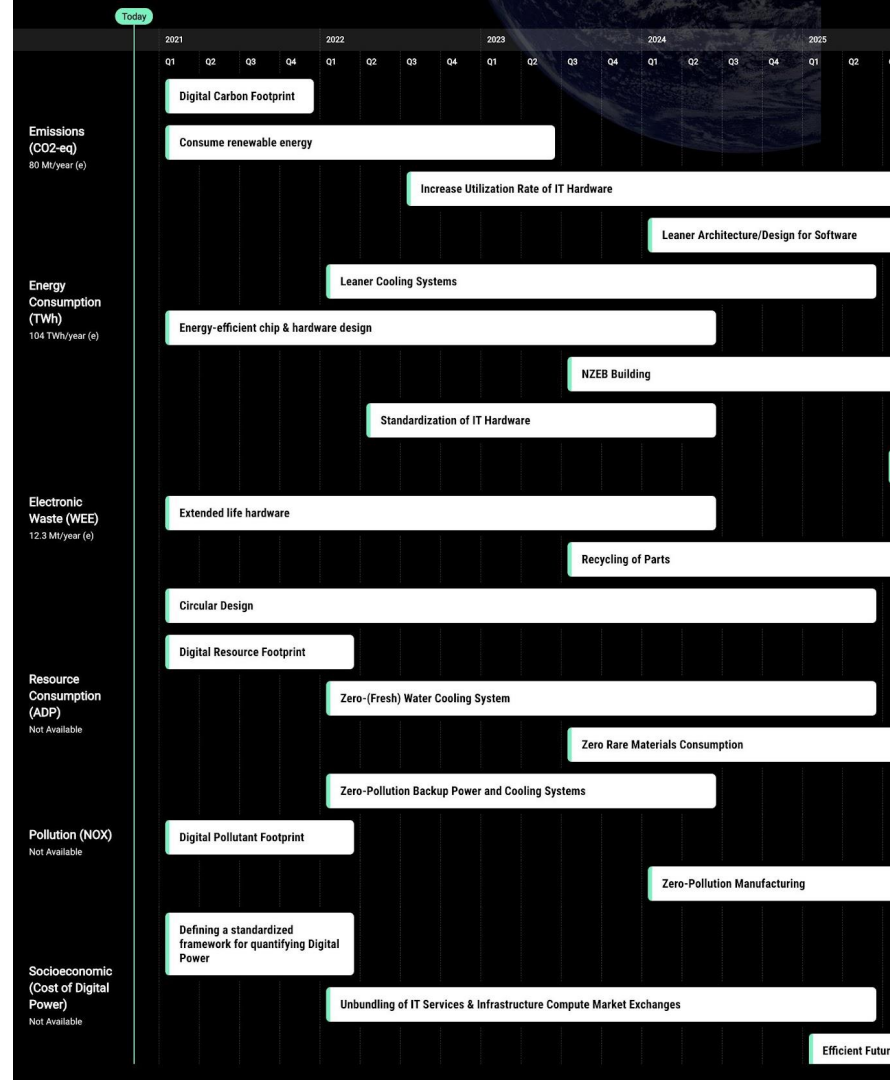 Today
2021 2022 2023 2024 2025
Q1 Q2 Q3 Q4 Q1 Q2 Q3 Q4 Q1 Q2 Q3 Q4 Q1 Q2 Q3 Q4 Q1 Q2
Digital Carbon Footprint
Emissions
(CO2-eq)
80 Mt/year (e)
Consume renewable energy
Increase Utilization Rate of IT Hardware
Leaner Architecture/Design for Software
Leaner Cooling Systems
Energy
Consumption
(TWh)
104 TWh/year (e)
Energy-efficient chip & hardware design
NZEB Building
Standardization of IT Hardware
Electronic
Waste (WEE)
12.3 Mt/year (e)
Extended life hardware
Recycling of Parts
Circular Design
Digital Resource Footprint
Resource
Consumption
(ADP)
Not Available
Zero-(Fresh) Water Cooling System
Zero Rare Materials Consumption
Zero-Pollution Backup Power and Cooling Systems
Pollution (NOX)
Not Available
Digital Pollutant Footprint
Zero-Pollution Manufacturing
Defining a standardized
framework for quantifying Digital
Power
Socioeconomic
(Cost of Digital
Power)
Not Available
Unbundling of IT Services & Infrastructure Compute Market Exchanges
Efficient Futur